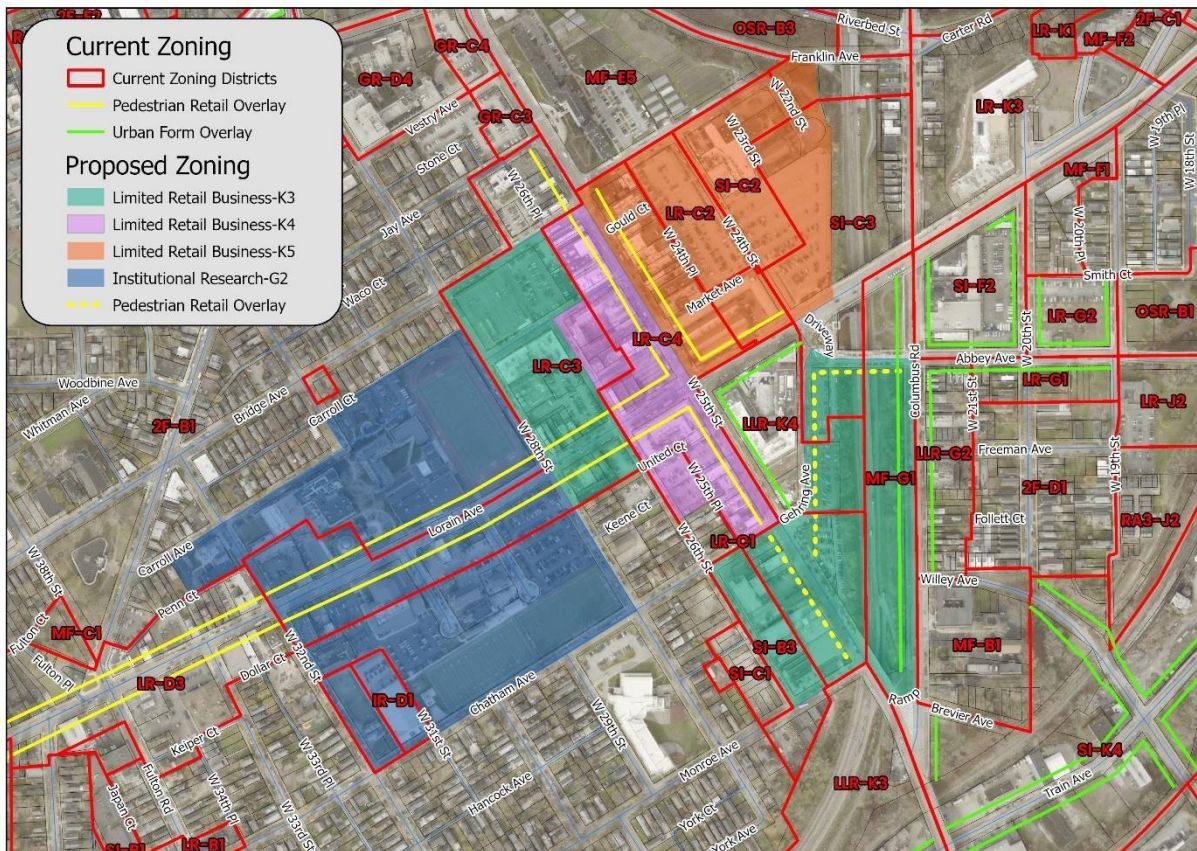 Current Zoning
Current Zoning Districts
Pedestrian Retail Overlay
Urban Form Overlay
Proposed Zoning
Limited Retail Business-K3
Limited Retail Business-K4
Limited Retail Business-K5
Institutional Research-G2
Pedestrian Retail Overlay
2F-E2
GR-C4
OSR-B3
Riverbed St
Carter Rd
LR-K1
2F-C1
MF-F2
Franklin Ave
GR-D4
MF-E5
W 22nd St
LR-K3
W 19th Pl
Vestry Ave
GR-C3
W 18th St
Stone Ct
W 23rd St
MF-F1
W 26th Pl
SI-C2
Gould Ct
LR-C2
Jay Ave
W 24th St
SI-C3
W 20th Pl
W 24th Pl
Smith Ct
Waco Ct
Market Ave
SI-F2
LR-G2
OSR-B1
LR-C4
Driveway
W 20th St
LR-C3
Abbey Ave
Woodbine Ave
Bridge Ave
Columbus Rd
W 21st St
LR-G1
Whitman Ave
Carroll Ct
W 25th St
LLR-K4
LR-J2
2F-B1
W 28th St
United Ct
MF-G1
LLR-G2
Freeman Ave
W 19th St
W 25th Pl
2F-D1
Lorain Ave
Keene Ct
Gehring Ave
Follett Ct
RA3-J2
Carroll Ave
W 26th St
LR-C1
W 38th St
Penn Ct
Willey Ave
Fulton Ct
MF-C1
SI-B3
MF-B1
Fulton Pl
W 32nd St
SI-C1
LR-D3
Dollar Ct
IR-D1
Chatham Ave
Ramp
Brevier Ave
Kelper Ct
W 31st St
W 29th St
SI-K4
Fulton Rd
W 33rd Pl
Monroe Ave
LLR-K3
Train Ave
Japan Ct
W 34th Pl
W 33rd St
Hancock Ave
York Ct
SI-B1
LR-B1
York Ave